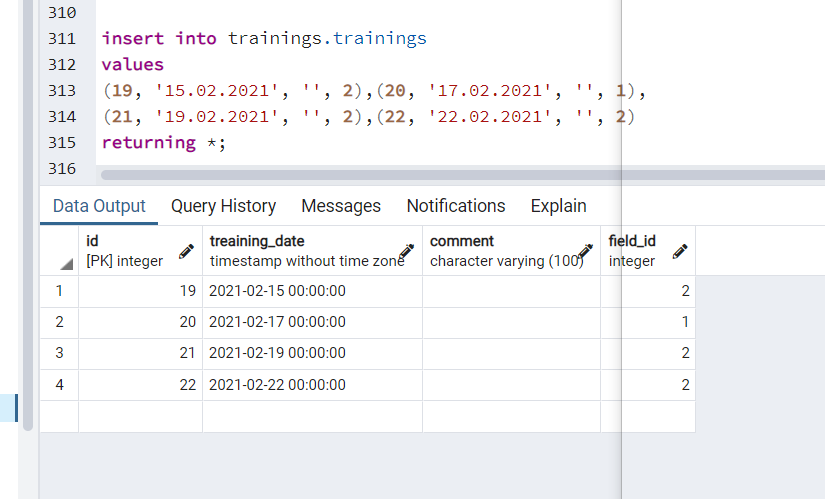 310
311 insert into trainings.trainings
312 values
313 (19, '15.02.2021', '', 2),(20, '17.02.2021', '', 1),
314 (21, '19.02.2021', '', 2),(22, '22.02.2021', '', 2)
315 returning *;
316
Data Output Query History Messages Notifications Explain
id treaining_date comment field_id
[PK] integer timestamp without time zone character varying (100) integer
1 19 2021-02-15 00:00:00 2
2 20 2021-02-17 00:00:00 1
3 21 2021-02-19 00:00:00 2
4 22 2021-02-22 00:00:00 2